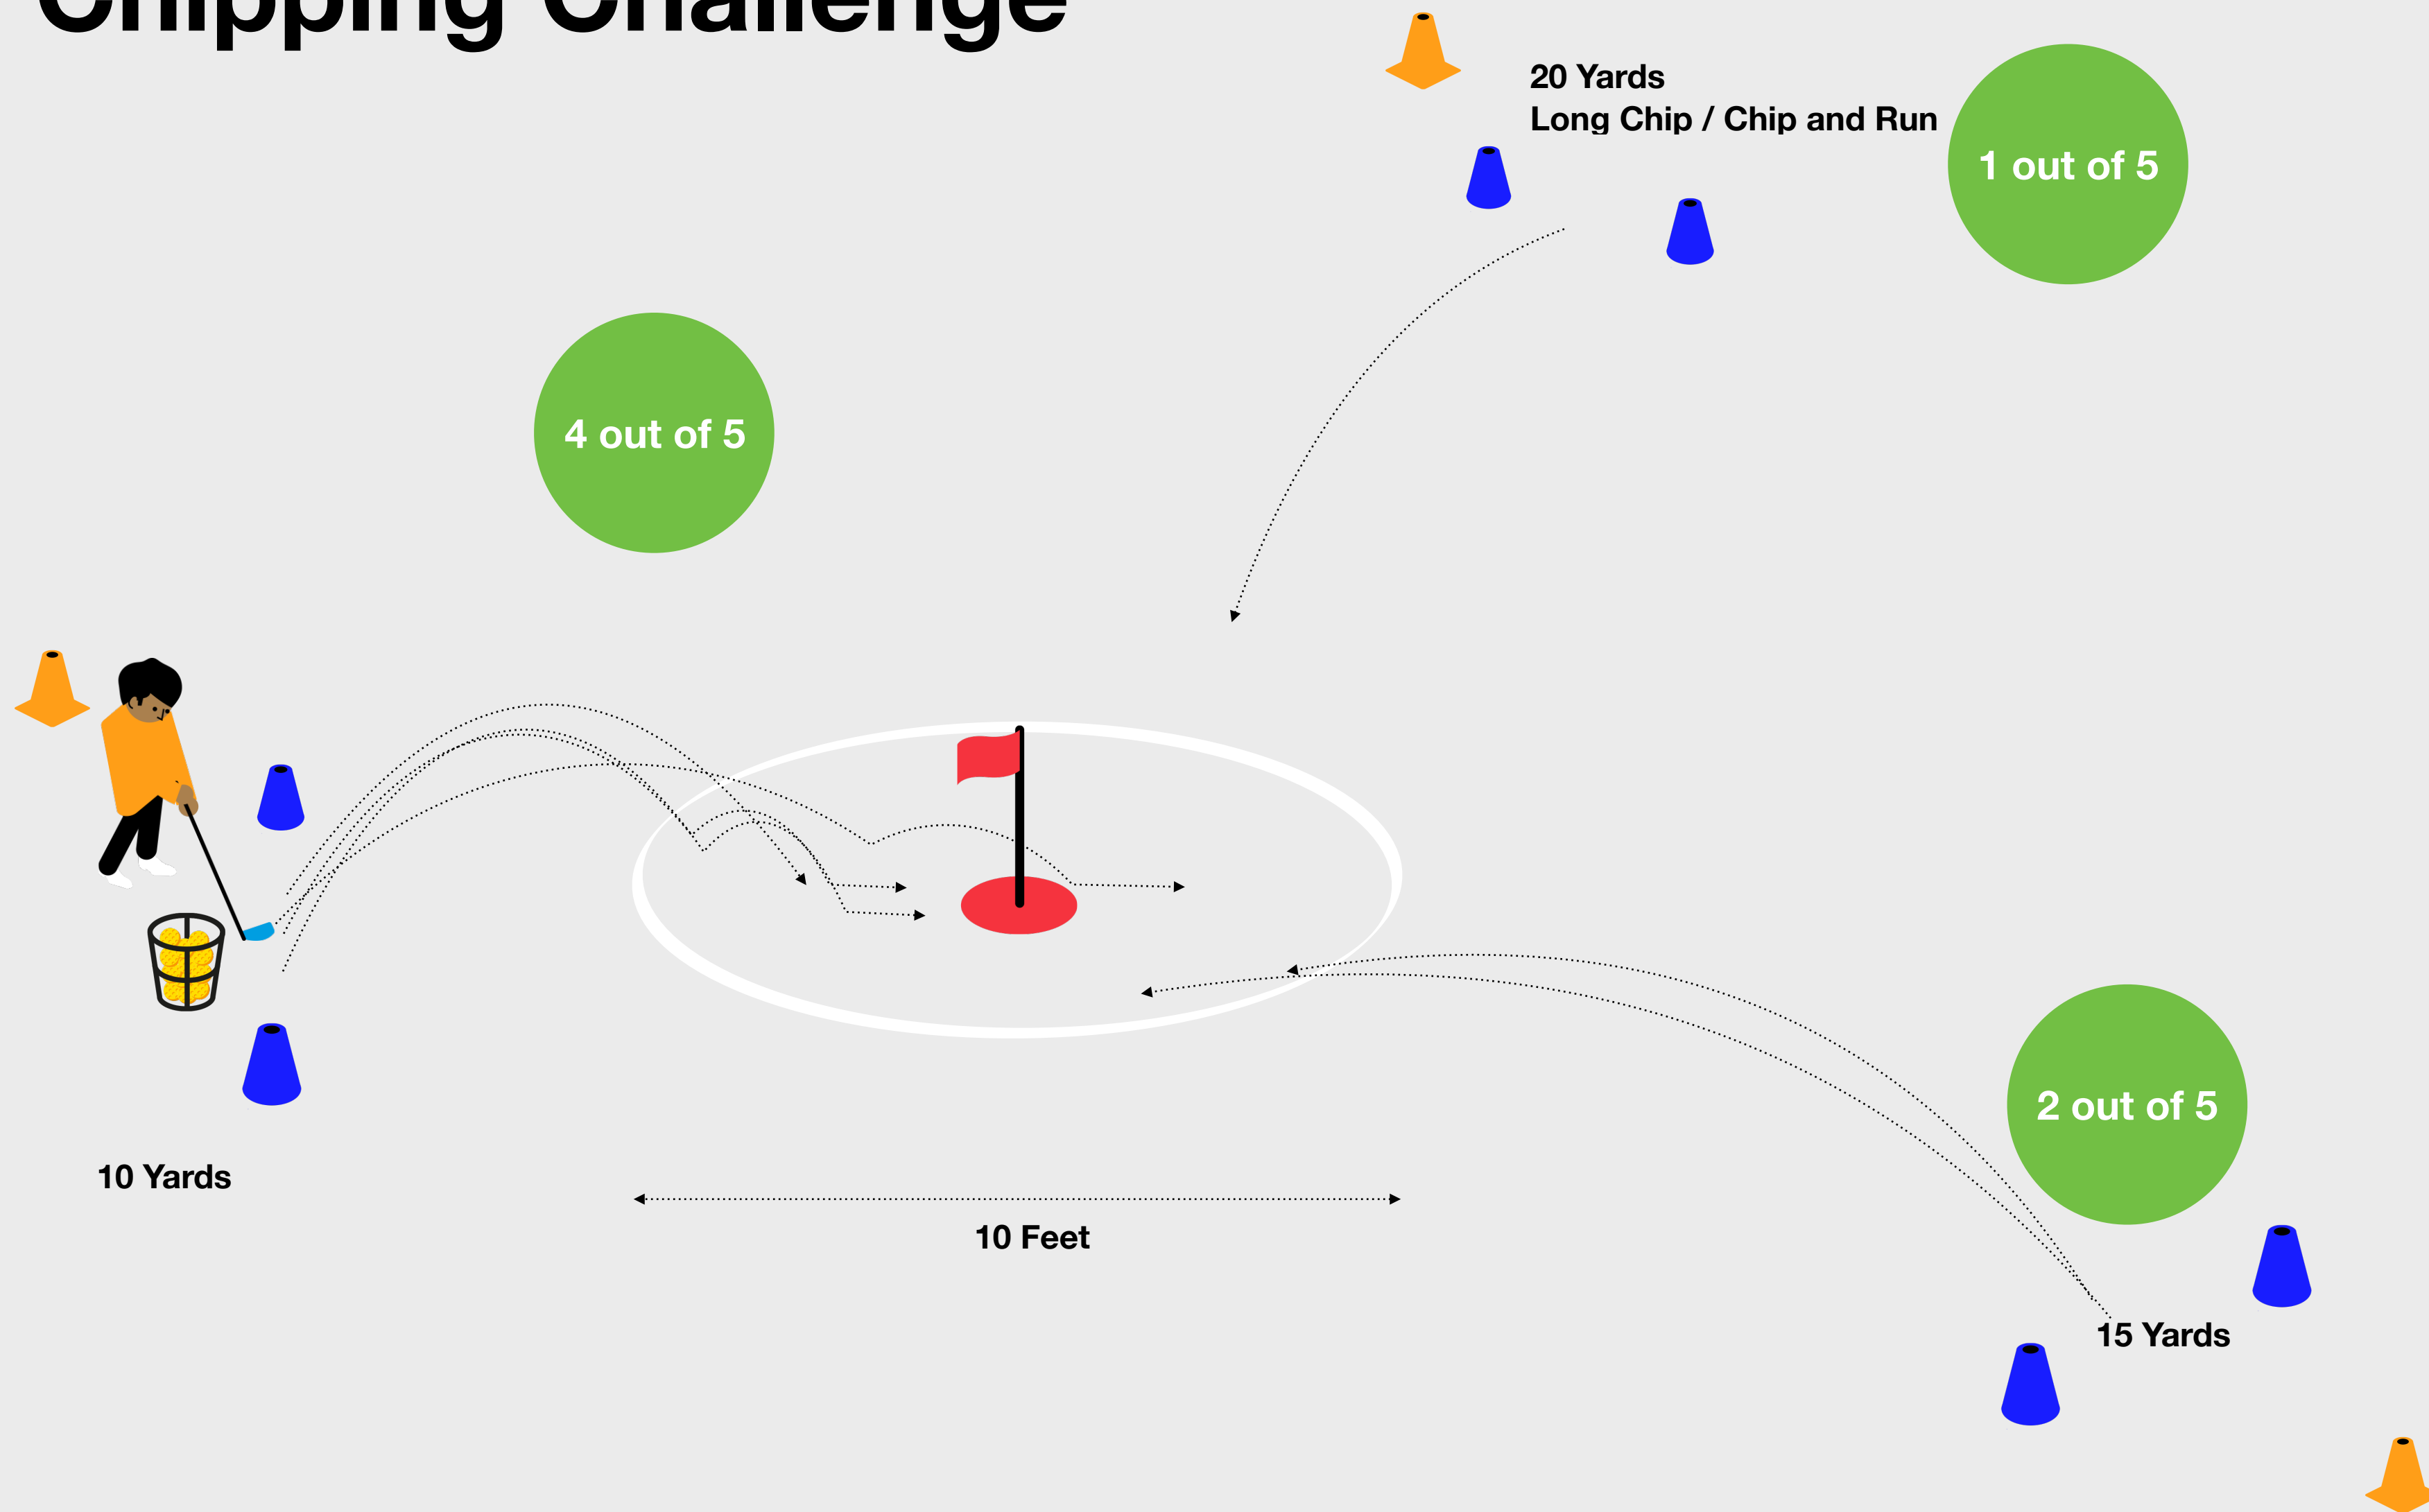 Chipping Challenge
20 Yards
Long Chip / Chip and Run
1 out of 5
4 out of 5
10 Yards
10 Feet
2 out of 5
15 Yards